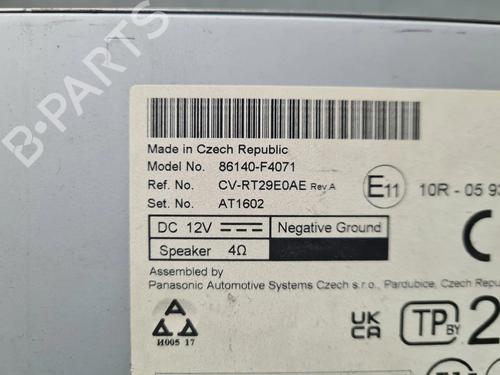 B-PARTS
Made in Czech Republic
Model No. 86140-F4071
Ref. No. CV-RT29E0AE Rev.A
Set. No. AT1602
E11 10R - 05 93
DC 12V Negative Ground
Speaker 4Ω
Assembled by
Panasonic Automotive Systems Czech s.r.o., Pardubice, Czech
UK
CA
TP BY
2
И005 17